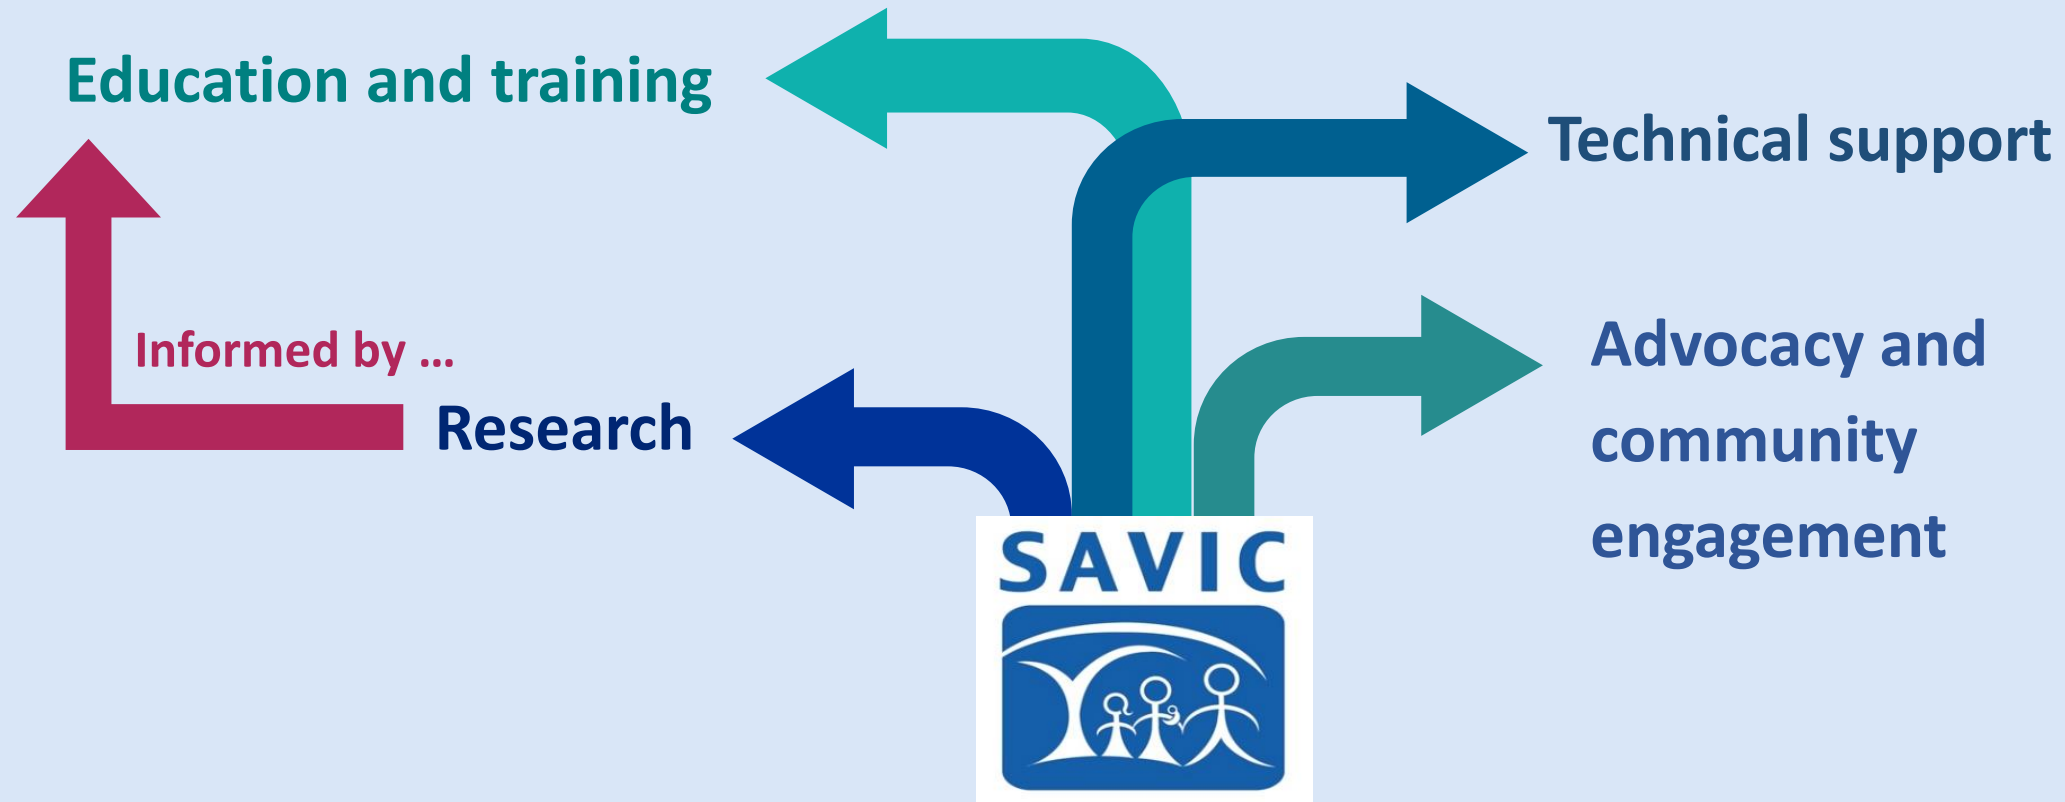 Education and training
Technical support
Informed by ...
Research
Advocacy and
community
engagement
SAVIC